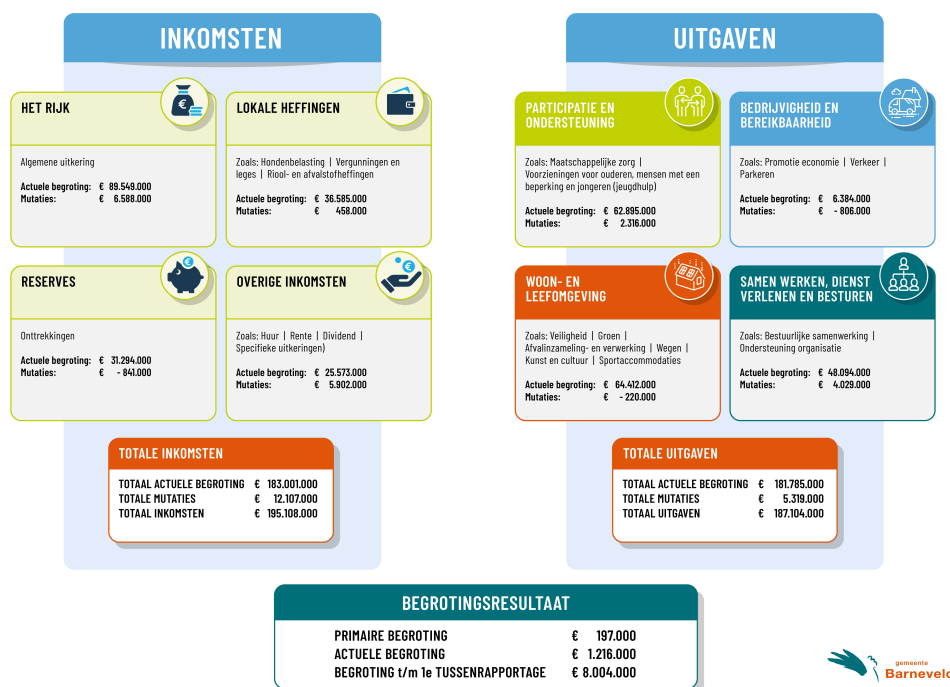 INKOMSTEN
HET RIJK
Algemene uitkering
Actuele begroting: € 89.549.000
Mutaties: € 6.588.000
LOKALE HEFFINGEN
Zoals: Hondenbelasting | Vergunningen en
leges | Riool- en afvalstofheffingen
Actuele begroting: € 36.585.000
Mutaties: € 458.000
RESERVES
Onttrekkingen
Actuele begroting: € 31.294.000
Mutaties: € - 841.000
OVERIGE INKOMSTEN
Zoals: Huur | Rente | Dividend |
Specifieke uitkeringen)
Actuele begroting: € 25.573.000
Mutaties: € 5.902.000
TOTALE INKOMSTEN
TOTAAL ACTUELE BEGROTING € 183.001.000
TOTALE MUTATIES € 12.107.000
TOTAAL INKOMSTEN € 195.108.000
UITGAVEN
PARTICIPATIE EN
ONDERSTEUNING
Zoals: Maatschappelijke zorg |
Voorzieningen voor ouderen, mensen met een
beperking en jongeren (jeugdhulp)
Actuele begroting: € 62.895.000
Mutaties: € 2.316.000
BEDRIJVIGHEID EN
BEREIKBAARHEID
Zoals: Promotie economie | Verkeer |
Parkeren
Actuele begroting: € 6.384.000
Mutaties: € - 806.000
WOON- EN
LEEFOMGEVING
Zoals: Veiligheid | Groen |
Afvalinzameling- en verwerking | Wegen |
Kunst en cultuur | Sportaccommodaties
Actuele begroting: € 64.412.000
Mutaties: € - 220.000
SAMEN WERKEN, DIENST
VERLENEN EN BESTUREN
Zoals: Bestuurlijke samenwerking |
Ondersteuning organisatie
Actuele begroting: € 48.094.000
Mutaties: € 4.029.000
TOTALE UITGAVEN
TOTAAL ACTUELE BEGROTING € 181.785.000
TOTALE MUTATIES € 5.319.000
TOTAAL UITGAVEN € 187.104.000
BEGROTINGSRESULTAAT
PRIMAIRE BEGROTING € 197.000
ACTUELE BEGROTING € 1.216.000
BEGROTING t/m 1e TUSSENRAPPORTAGE € 8.004.000
gemeente
Barneveld